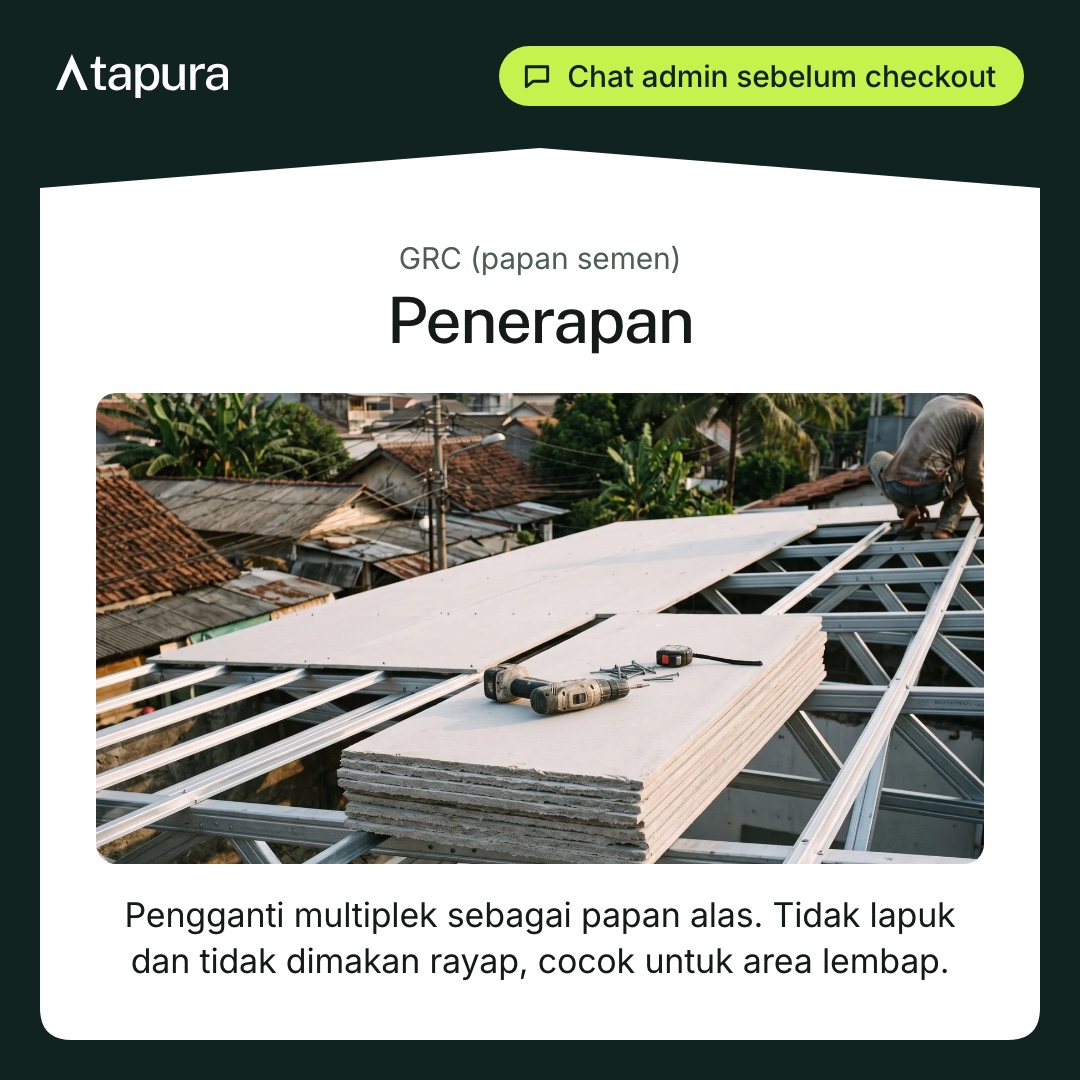 Atapura
Chat admin sebelum checkout
GRC (papan semen)
Penerapan
Pengganti multiplek sebagai papan alas. Tidak lapuk
dan tidak dimakan rayap, cocok untuk area lembap.